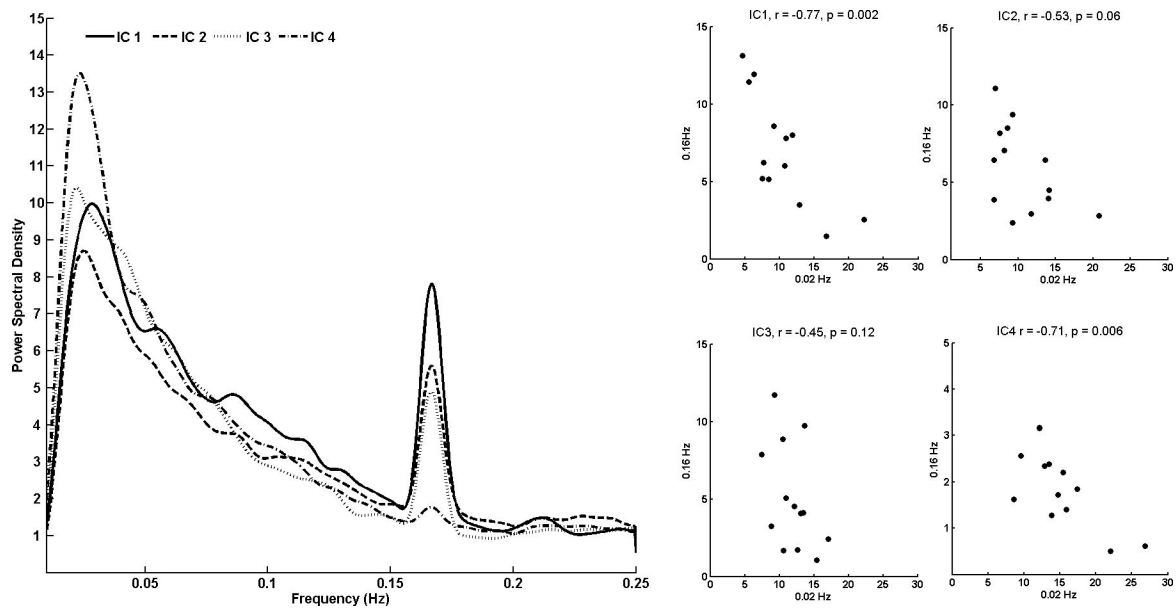 15
14
13
12
11
10
9
8
7
6
5
4
3
2
1
Power Spectral Density
IC 1 IC 2 IC 3 IC 4
0.05 0.1 0.15 0.2 0.25
Frequency (Hz)
IC1, r = -0.77, p = 0.002
15
10
5
0
0.16Hz
0 5 10 15 20 25 30
0.02 Hz
IC2, r = -0.53, p = 0.06
15
10
5
0
0.16 Hz
5 10 15 20 25 30
0.02 Hz
IC3, r = -0.45, p = 0.12
15
10
5
0
0.16 Hz
0 5 10 15 20 25 30
0.02 Hz
IC4 r = -0.71, p = 0.006
5
4
3
2
1
0
0.16 Hz
5 10 15 20 25 30
0.02 Hz